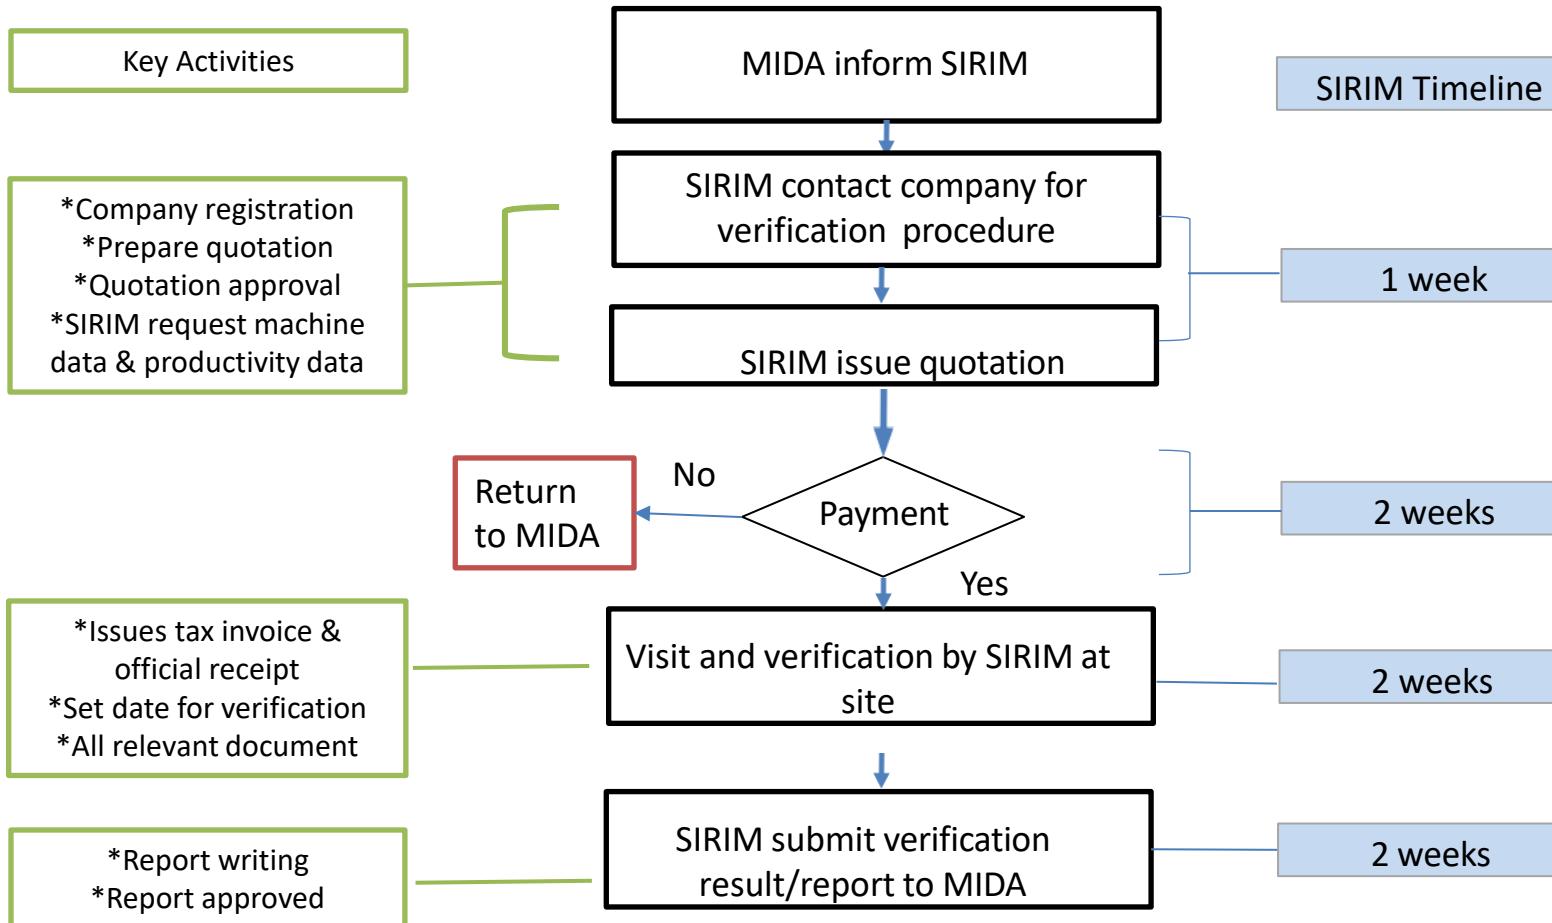 Key Activities
MIDA inform SIRIM
SIRIM Timeline
*Company registration
*Prepare quotation
*Quotation approval
*SIRIM request machine
data & productivity data
SIRIM contact company for
verification procedure
1 week
SIRIM issue quotation
Return
to MIDA
No
Payment
2 weeks
Yes
*Issues tax invoice &
official receipt
*Set date for verification
*All relevant document
Visit and verification by SIRIM at
site
2 weeks
*Report writing
*Report approved
SIRIM submit verification
result/report to MIDA
2 weeks